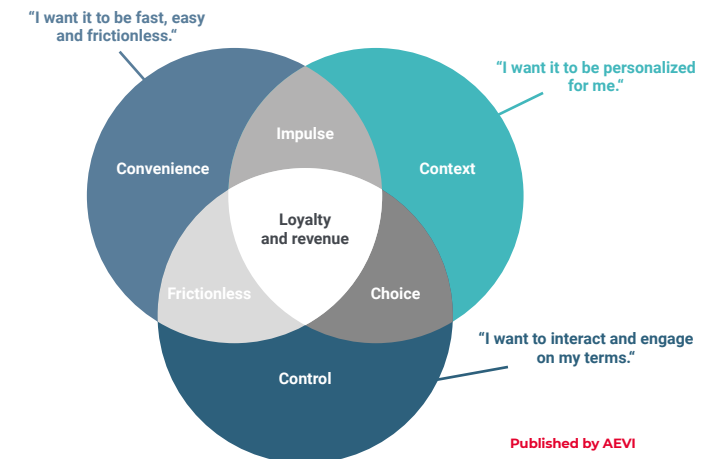 “I want it to be fast, easy
and frictionless.“
“I want it to be personalized
for me.“
Impulse
Convenience
Context
Loyalty
and revenue
Frictionless
Choice
“I want to interact and engage
on my terms.“
Control
Published by AEVI